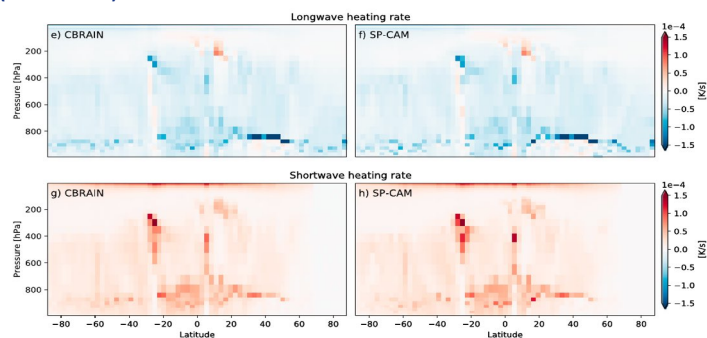 Longwave heating rate
e) CBRAIN
f) SP-CAM
Pressure [hPa]
200
400
600
800
1e−4
1.5
1.0
0.5
0.0
−0.5
−1.0
−1.5
[K/s]
Shortwave heating rate
g) CBRAIN
h) SP-CAM
Pressure [hPa]
200
400
600
800
1e−4
1.5
1.0
0.5
0.0
−0.5
−1.0
−1.5
[K/s]
−80 −60 −40 −20 0 20 40 60 80
−80 −60 −40 −20 0 20 40 60 80
Latitude
Latitude